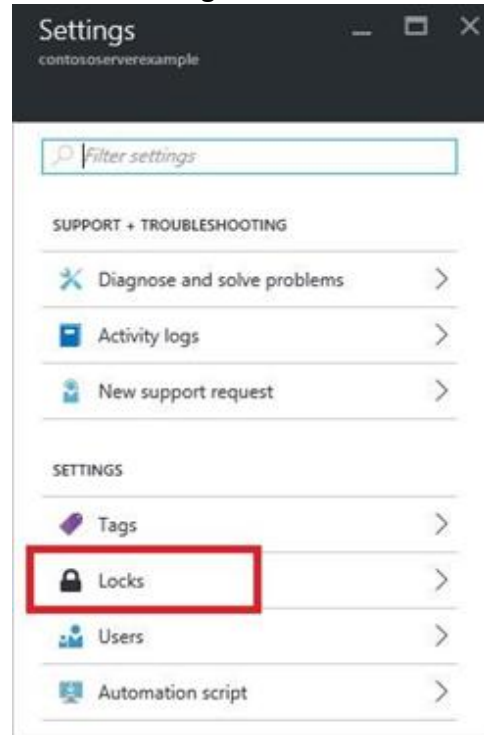 Settings
contososerverexample
Filter settings
SUPPORT + TROUBLESHOOTING
Diagnose and solve problems
Activity logs
New support request
SETTINGS
Tags
Locks
Users
Automation script